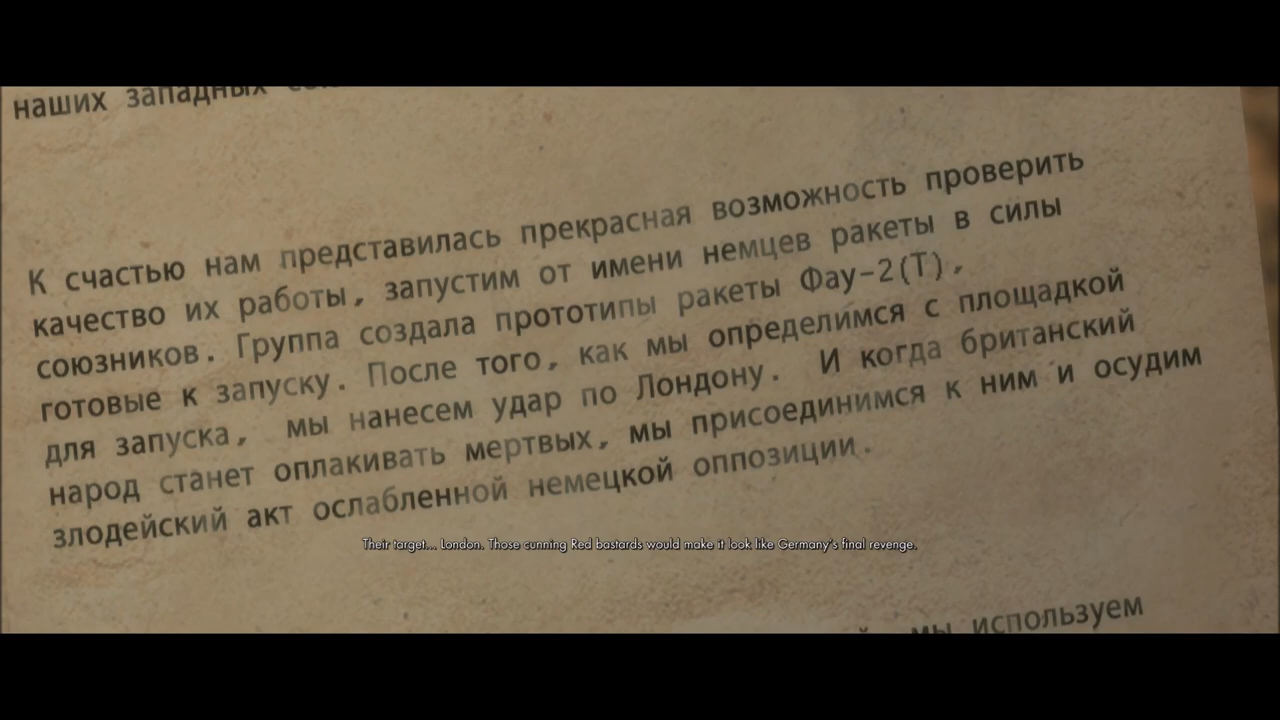 наших западных
К счастью нам представилась прекрасная возможность проверить
качество их работы, запустим от имени немцев ракеты в силы
союзников. Группа создала прототипы ракеты Фау-2(Т),
готовые к запуску. После того, как мы определимся с площадкой
для запуска, мы нанесем удар по Лондону. И когда британский
народ станет оплакивать мертвых, мы присоединимся к ним и осудим
злодейский акт ослабленной немецкой оппозиции.
Their target... London. Those cunning Red bastards would make it look like Germany's final revenge.
мы используем